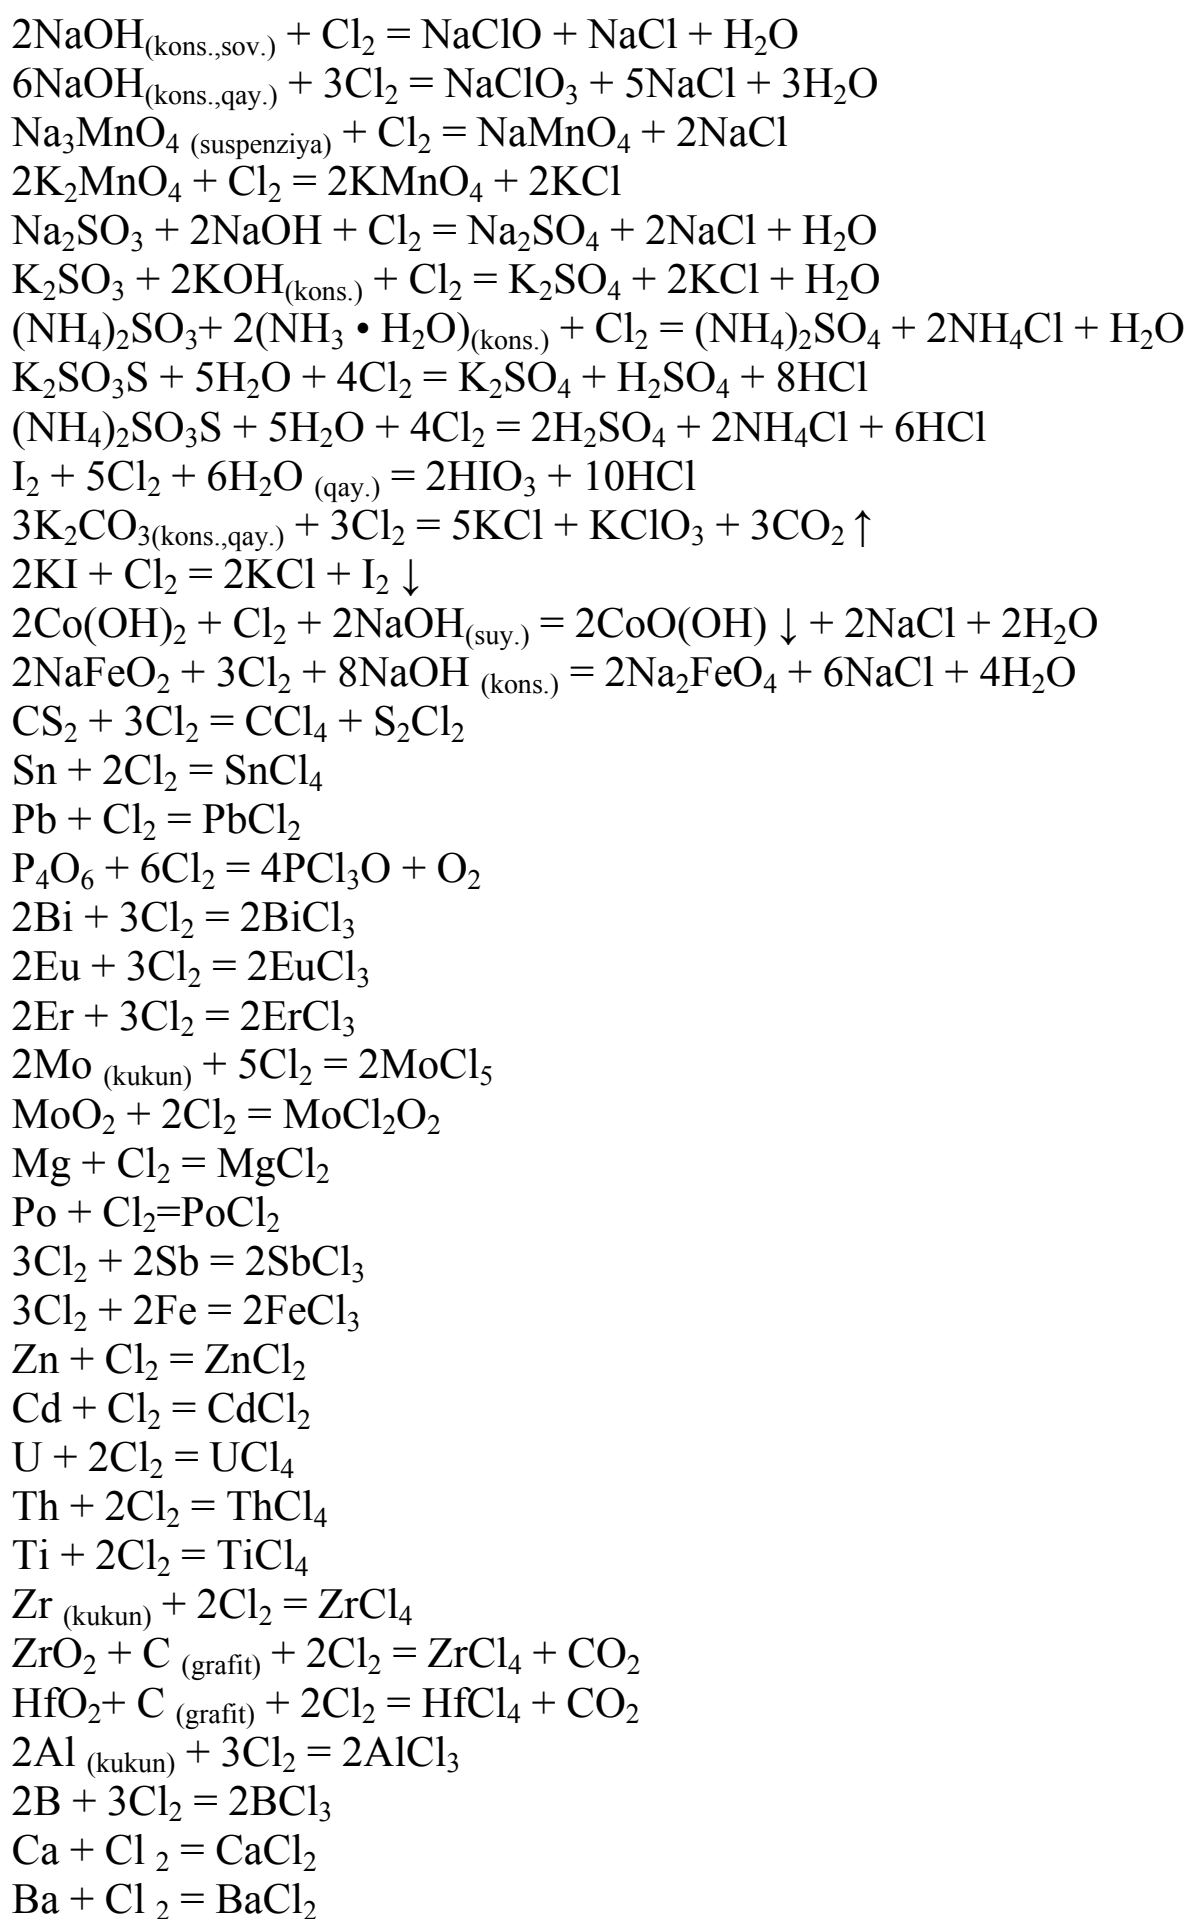 2NaOH(kons.,sov.) + Cl₂ = NaClO + NaCl + H₂O
6NaOH(kons.,qay.) + 3Cl₂ = NaClO₃ + 5NaCl + 3H₂O
Na₃MnO₄ (suspenziya) + Cl₂ = NaMnO₄ + 2NaCl
2K₂MnO₄ + Cl₂ = 2KMnO₄ + 2KCl
Na₂SO₃ + 2NaOH + Cl₂ = Na₂SO₄ + 2NaCl + H₂O
K₂SO₃ + 2KOH(kons.) + Cl₂ = K₂SO₄ + 2KCl + H₂O
(NH₄)₂SO₃+ 2(NH₃ • H₂O)(kons.) + Cl₂ = (NH₄)₂SO₄ + 2NH₄Cl + H₂O
K₂SO₃S + 5H₂O + 4Cl₂ = K₂SO₄ + H₂SO₄ + 8HCl
(NH₄)₂SO₃S + 5H₂O + 4Cl₂ = 2H₂SO₄ + 2NH₄Cl + 6HCl
I₂ + 5Cl₂ + 6H₂O (qay.) = 2HIO₃ + 10HCl
3K₂CO₃(kons.,qay.) + 3Cl₂ = 5KCl + KClO₃ + 3CO₂ ↑
2KI + Cl₂ = 2KCl + I₂ ↓
2Co(OH)₂ + Cl₂ + 2NaOH(suy.) = 2CoO(OH) ↓ + 2NaCl + 2H₂O
2NaFeO₂ + 3Cl₂ + 8NaOH (kons.) = 2Na₂FeO₄ + 6NaCl + 4H₂O
CS₂ + 3Cl₂ = CCl₄ + S₂Cl₂
Sn + 2Cl₂ = SnCl₄
Pb + Cl₂ = PbCl₂
P₄O₆ + 6Cl₂ = 4PCl₃O + O₂
2Bi + 3Cl₂ = 2BiCl₃
2Eu + 3Cl₂ = 2EuCl₃
2Er + 3Cl₂ = 2ErCl₃
2Mo (kukun) + 5Cl₂ = 2MoCl₅
MoO₂ + 2Cl₂ = MoCl₂O₂
Mg + Cl₂ = MgCl₂
Po + Cl₂=PoCl₂
3Cl₂ + 2Sb = 2SbCl₃
3Cl₂ + 2Fe = 2FeCl₃
Zn + Cl₂ = ZnCl₂
Cd + Cl₂ = CdCl₂
U + 2Cl₂ = UCl₄
Th + 2Cl₂ = ThCl₄
Ti + 2Cl₂ = TiCl₄
Zr (kukun) + 2Cl₂ = ZrCl₄
ZrO₂ + C (grafit) + 2Cl₂ = ZrCl₄ + CO₂
HfO₂+ C (grafit) + 2Cl₂ = HfCl₄ + CO₂
2Al (kukun) + 3Cl₂ = 2AlCl₃
2B + 3Cl₂ = 2BCl₃
Ca + Cl ₂ = CaCl₂
Ba + Cl ₂ = BaCl₂